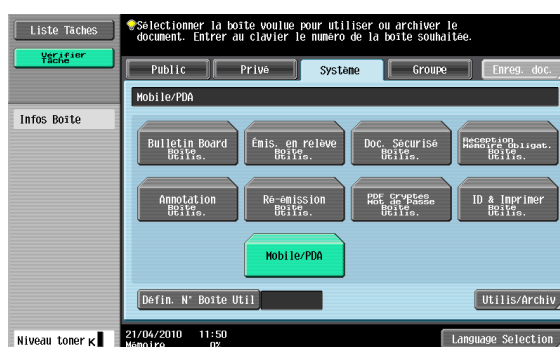 Liste Tâches
Vérifier
Tâche
Sélectionner la boîte voulue pour utiliser ou archiver le
document. Entrer au clavier le numéro de la boîte souhaitée.
Public
Privé
Système
Groupe
Enreg. doc.
Mobile/PDA
Infos Boîte
Bulletin Board
Boîte
Utilis.
Émis. en relève
Boîte
Utilis.
Doc. Sécurisé
Boîte
Utilis.
Réception
Mémoire Obligat.
Boîte
Utilis.
Annotation
Boîte
Utilis.
Ré-émission
Boîte
Utilis.
PDF Cryptés
Mot de Passe
Boîte
Utilis.
ID & Imprimer
Boîte
Utilis.
Mobile/PDA
Défin. N° Boîte Util
Utilis/Archiv
Niveau toner K
21/04/2010 11:50
Mémoire 0%
Language Selection